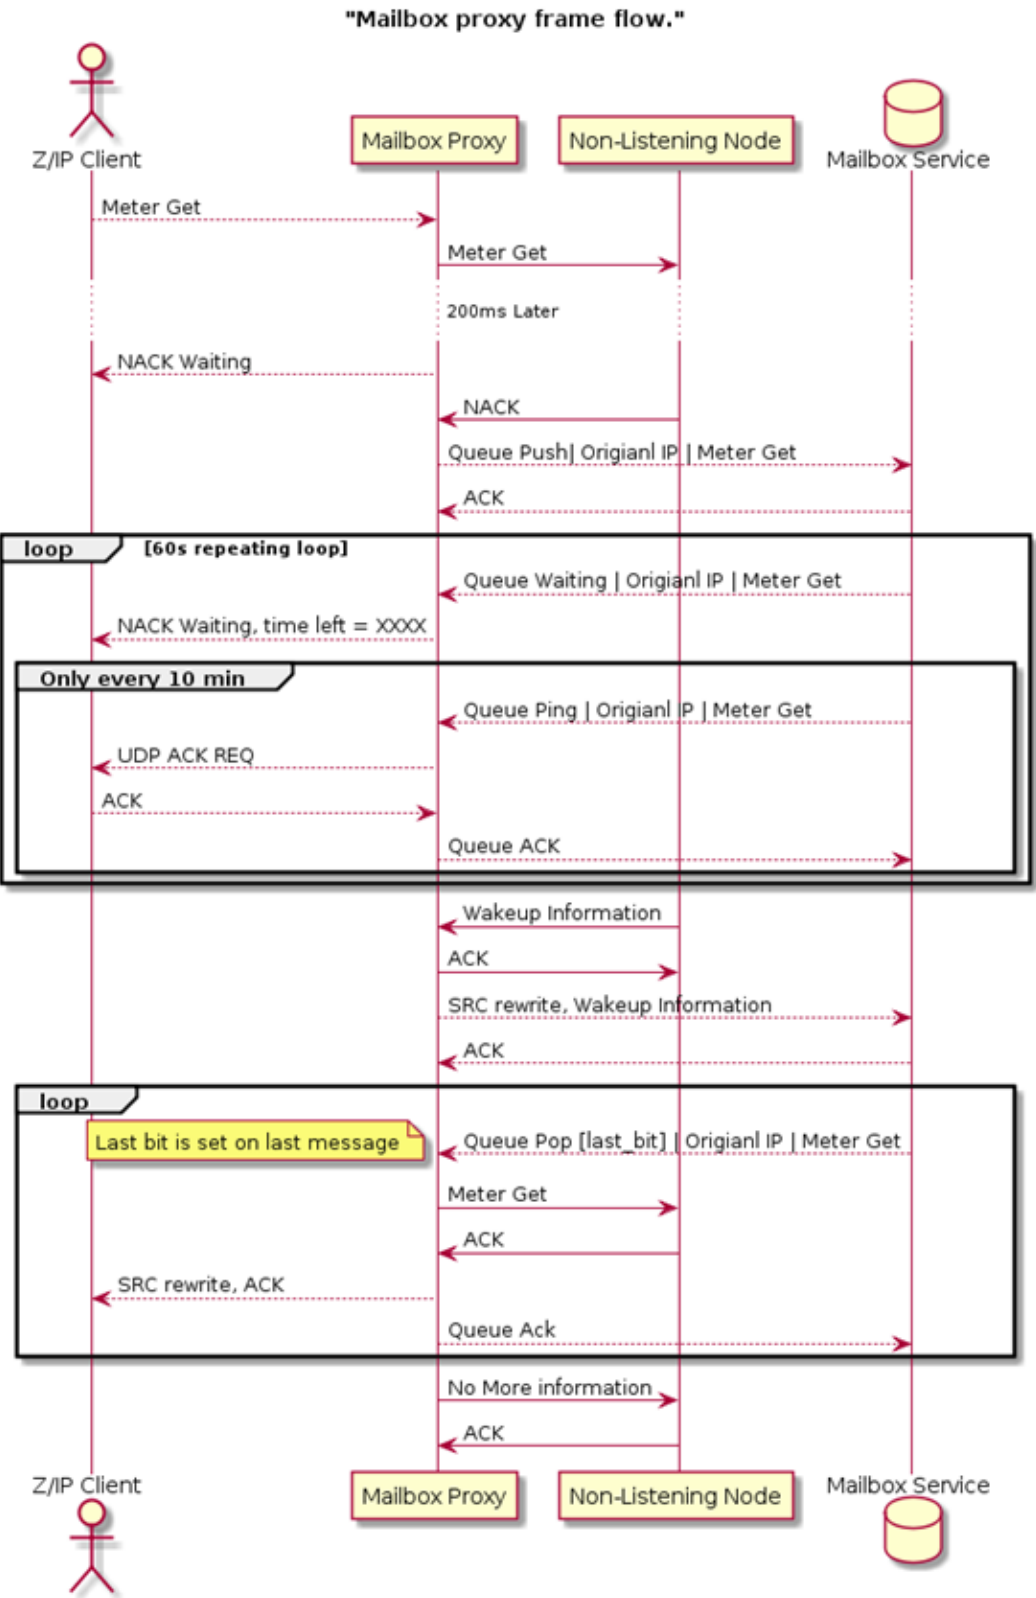 "Mailbox proxy frame flow."
Z/IP Client
Mailbox Proxy
Non-Listening Node
Mailbox Service
Meter Get
Meter Get
200ms Later
NACK Waiting
NACK
Queue Push| Origianl IP | Meter Get
ACK
loop [60s repeating loop]
Queue Waiting | Origianl IP | Meter Get
NACK Waiting, time left = XXXX
Only every 10 min
Queue Ping | Origianl IP | Meter Get
UDP ACK REQ
ACK
Queue ACK
Wakeup Information
ACK
SRC rewrite, Wakeup Information
ACK
loop
Last bit is set on last message
Queue Pop [last_bit] | Origianl IP | Meter Get
Meter Get
ACK
SRC rewrite, ACK
Queue Ack
No More information
ACK
Z/IP Client
Mailbox Proxy
Non-Listening Node
Mailbox Service